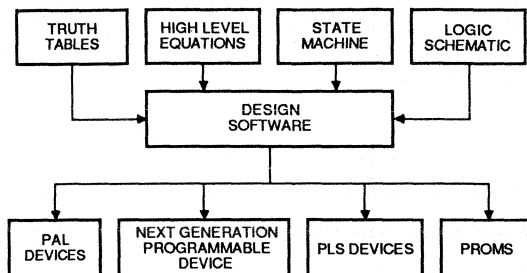 TRUTH
TABLES
HIGH LEVEL
EQUATIONS
STATE
MACHINE
LOGIC
SCHEMATIC
DESIGN
SOFTWARE
PAL
DEVICES
NEXT GENERATION
PROGRAMMABLE
DEVICE
PLS DEVICES
PROMS